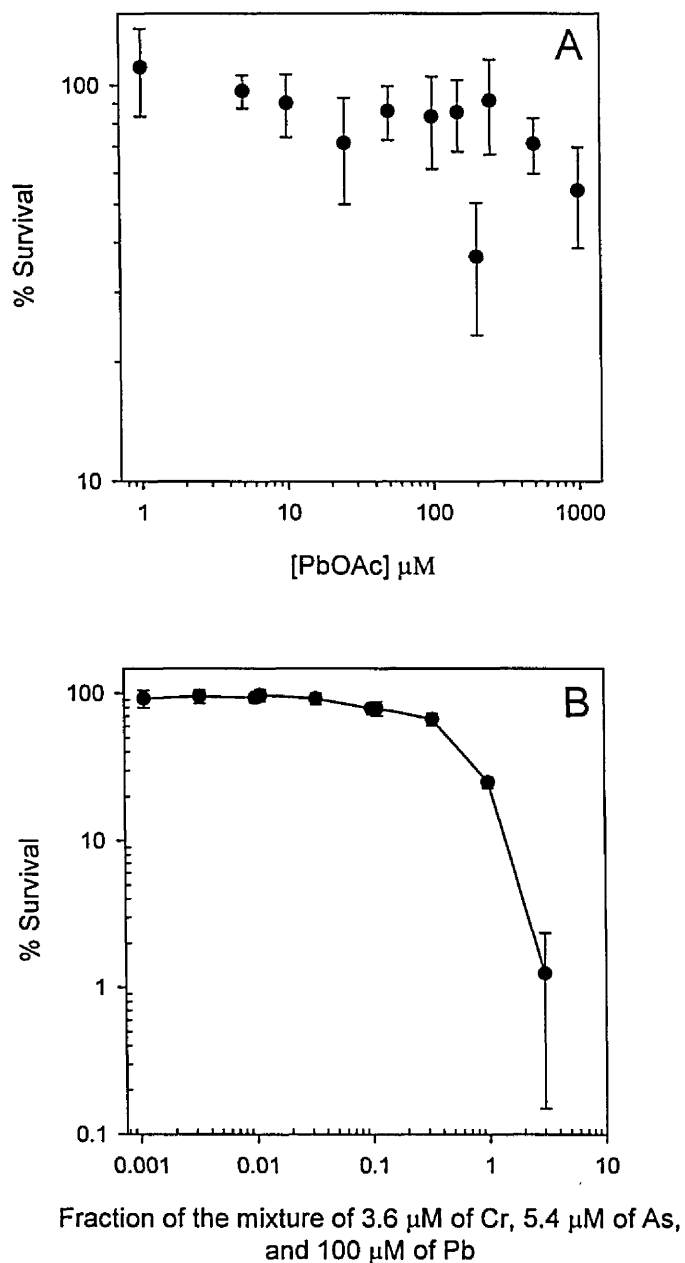 A
100
10
% Survival
1 10 100 1000
[PbOAc] μM
B
100
10
1
0.1
% Survival
0.001 0.01 0.1 1 10
Fraction of the mixture of 3.6 μM of Cr, 5.4 μM of As,
and 100 μM of Pb